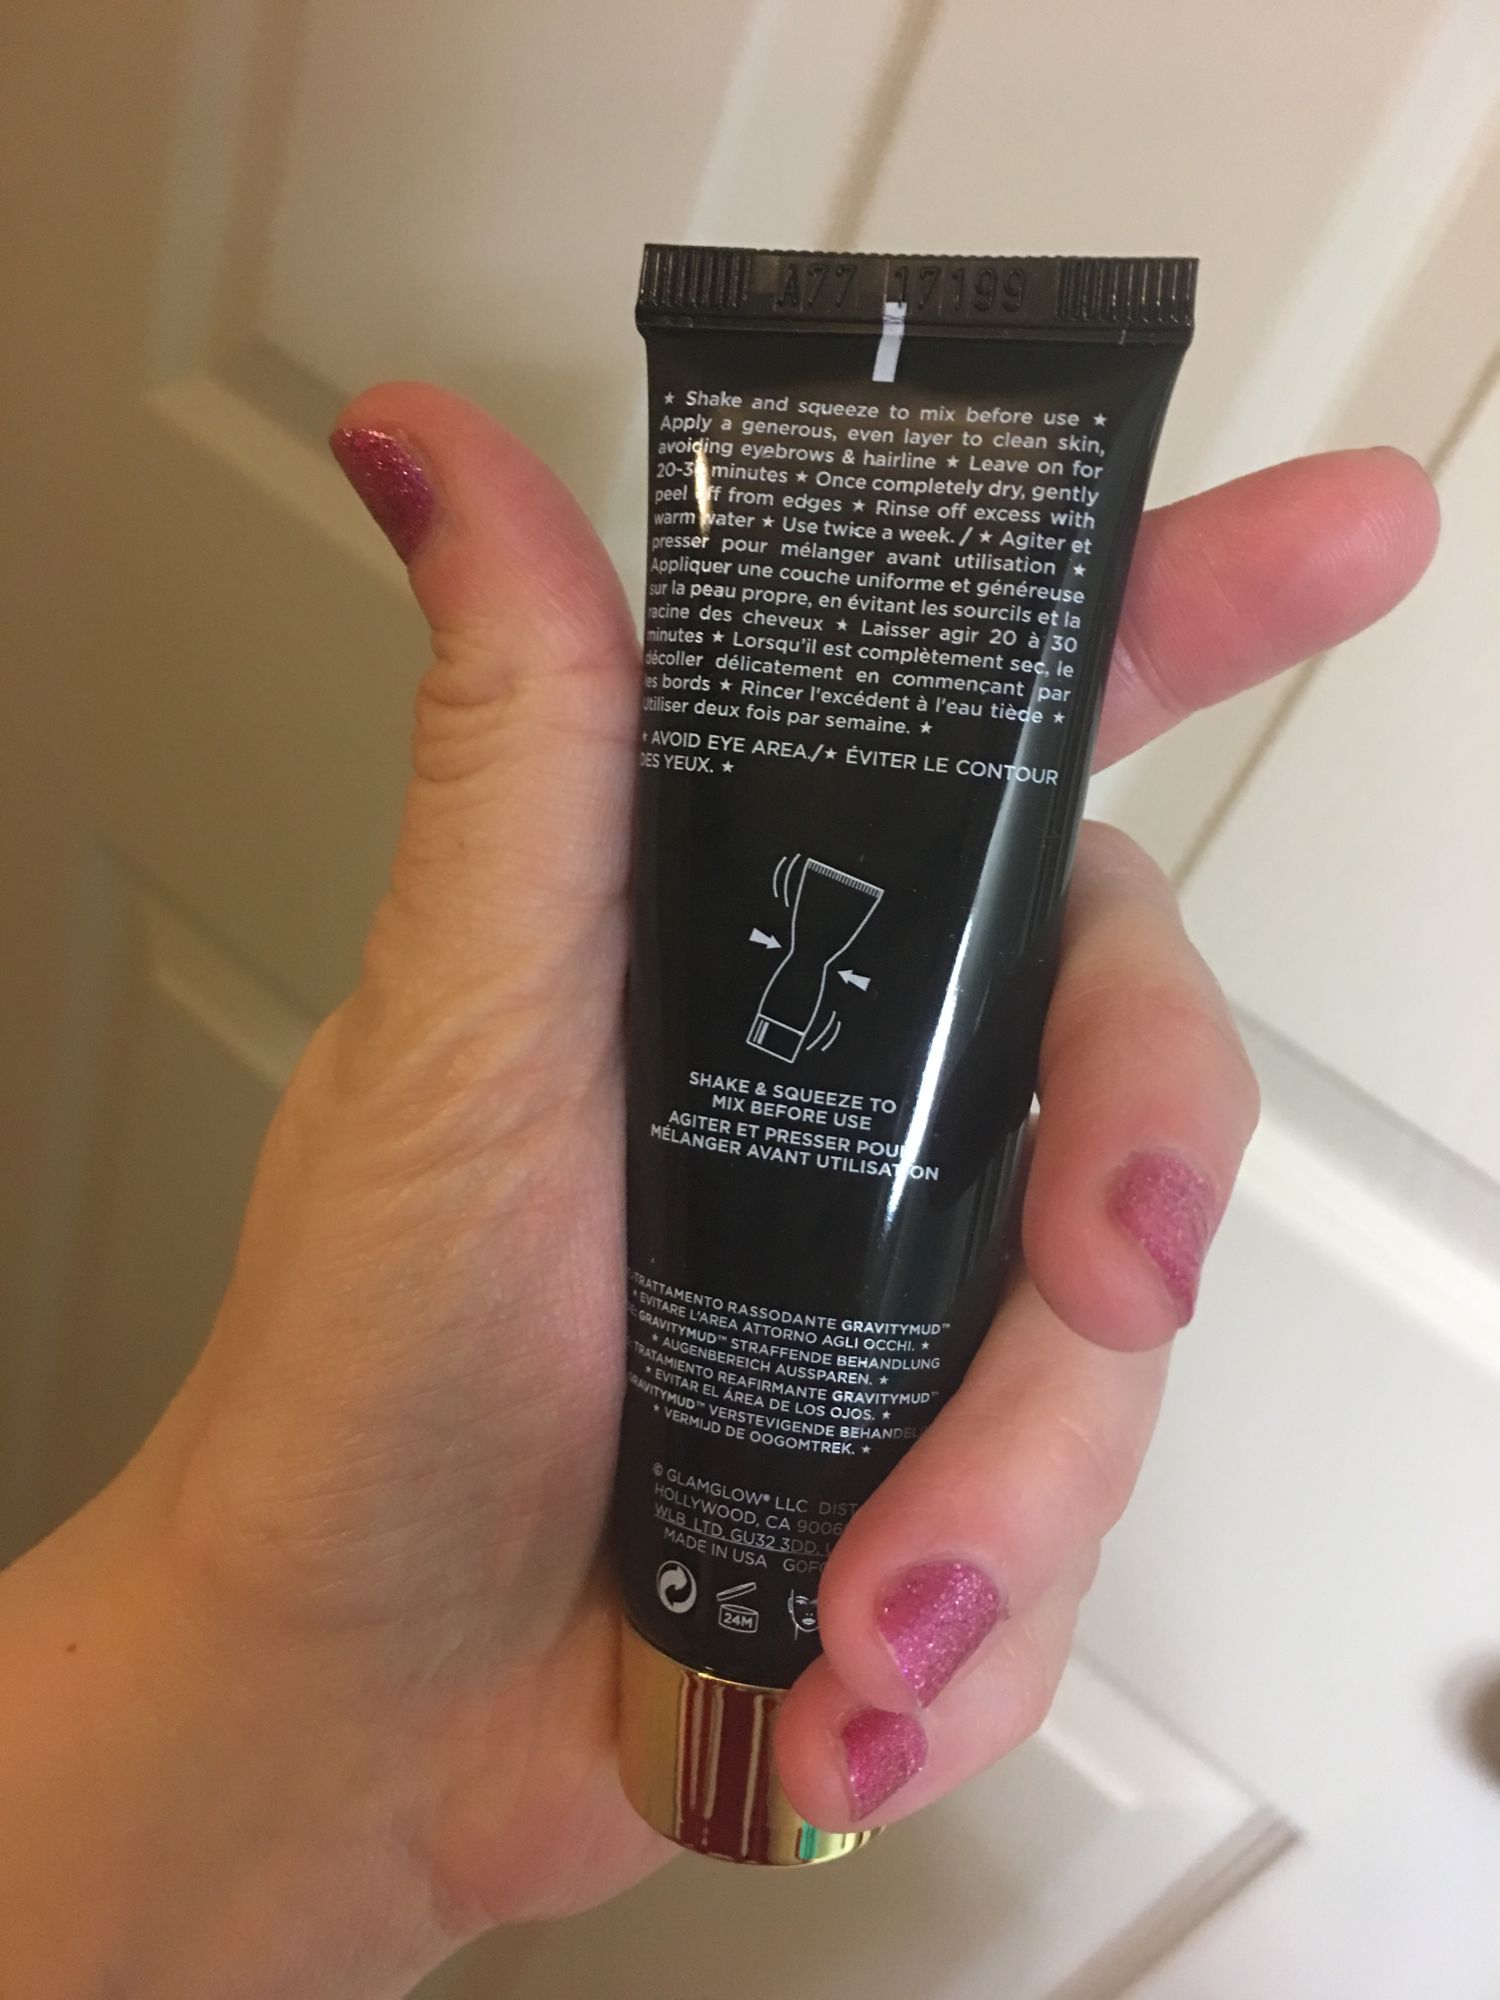 A77 17199
★ Shake and squeeze to mix before use ★
Apply a generous, even layer to clean skin,
avoiding eyebrows & hairline ★ Leave on for
20-3 minutes ★ Once completely dry, gently
peel off from edges ★ Rinse off excess with
warm water ★ Use twice a week. / ★ Agiter et
presser pour mélanger avant utilisation ★
Appliquer une couche uniforme et généreuse
sur la peau propre, en évitant les sourcils et la
racine des cheveux ★ Laisser agir 20 à 30
minutes ★ Lorsqu'il est complètement sec, le
décoller délicatement en commençant par
les bords ★ Rincer l'excédent à l'eau tiède ★
Utiliser deux fois par semaine. ★
★ AVOID EYE AREA./★ ÉVITER LE CONTOUR
DES YEUX. ★
SHAKE & SQUEEZE TO
MIX BEFORE USE
AGITER ET PRESSER POUR
MÉLANGER AVANT UTILISATION
TRATTAMENTO RASSODANTE GRAVITYMUD™
★ EVITARE L'AREA ATTORNO AGLI OCCHI. ★
GRAVITYMUD™ STRAFFENDE BEHANDLUNG
★ AUGENBEREICH AUSSPAREN. ★
TRATAMIENTO REAFIRMANTE GRAVITYMUD™
★ EVITAR EL ÁREA DE LOS OJOS. ★
GRAVITYMUD™ VERSTEVIGENDE
★ VERMIJD DE OOGOMTREK. ★
© GLAMGLOW® LLC DIST
HOLLYWOOD, CA
WLB LTD, GU32 3DD,
MADE IN USA
24M